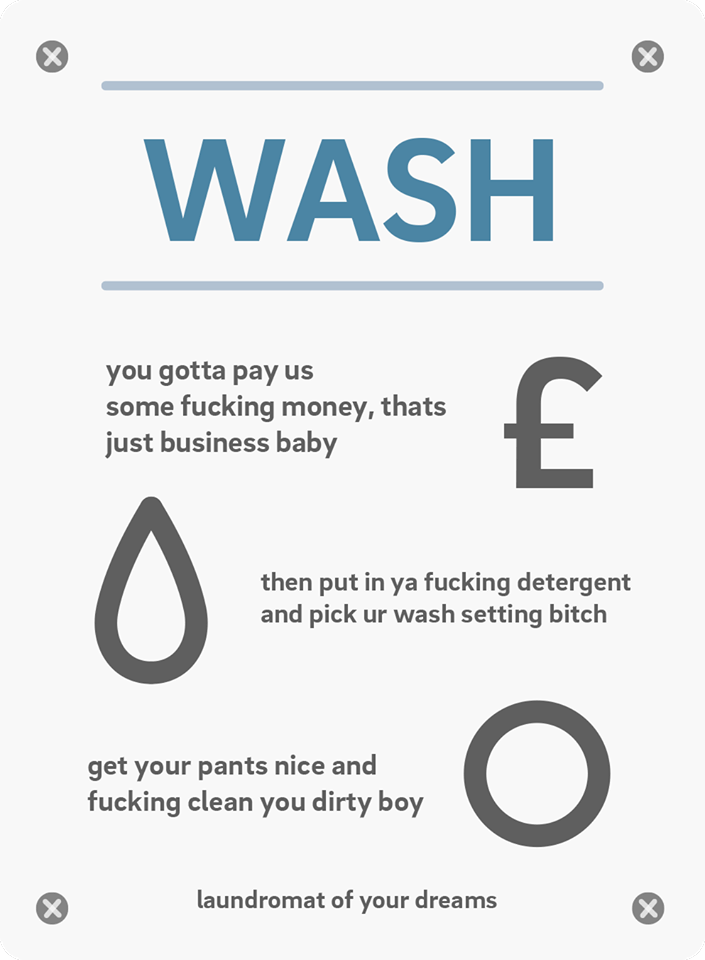 WASH
you gotta pay us
some fucking money, thats
just business baby
£
then put in ya fucking detergent
and pick ur wash setting bitch
get your pants nice and
fucking clean you dirty boy
laundromat of your dreams